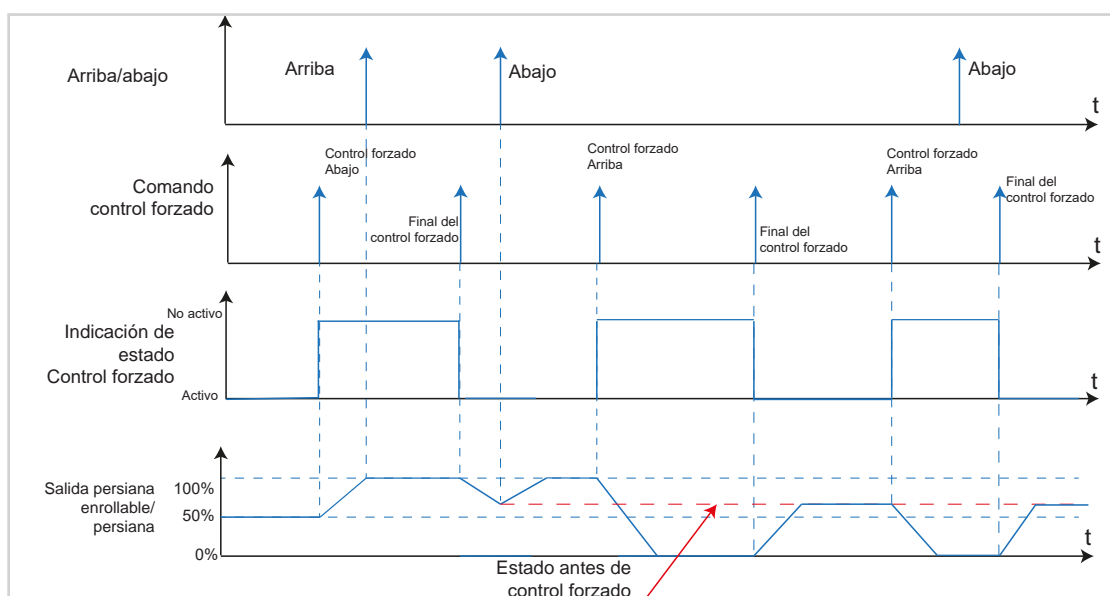 Arriba/abajo
Arriba
Abajo
Abajo
t
Comando
control forzado
Control forzado
Abajo
Final del
control forzado
Control forzado
Arriba
Final del
control forzado
Control forzado
Arriba
Final del
control forzado
t
Indicación de
estado
Control forzado
No activo
Activo
t
Salida persiana
enrollable/
persiana
100%
50%
0%
t
Estado antes de
control forzado